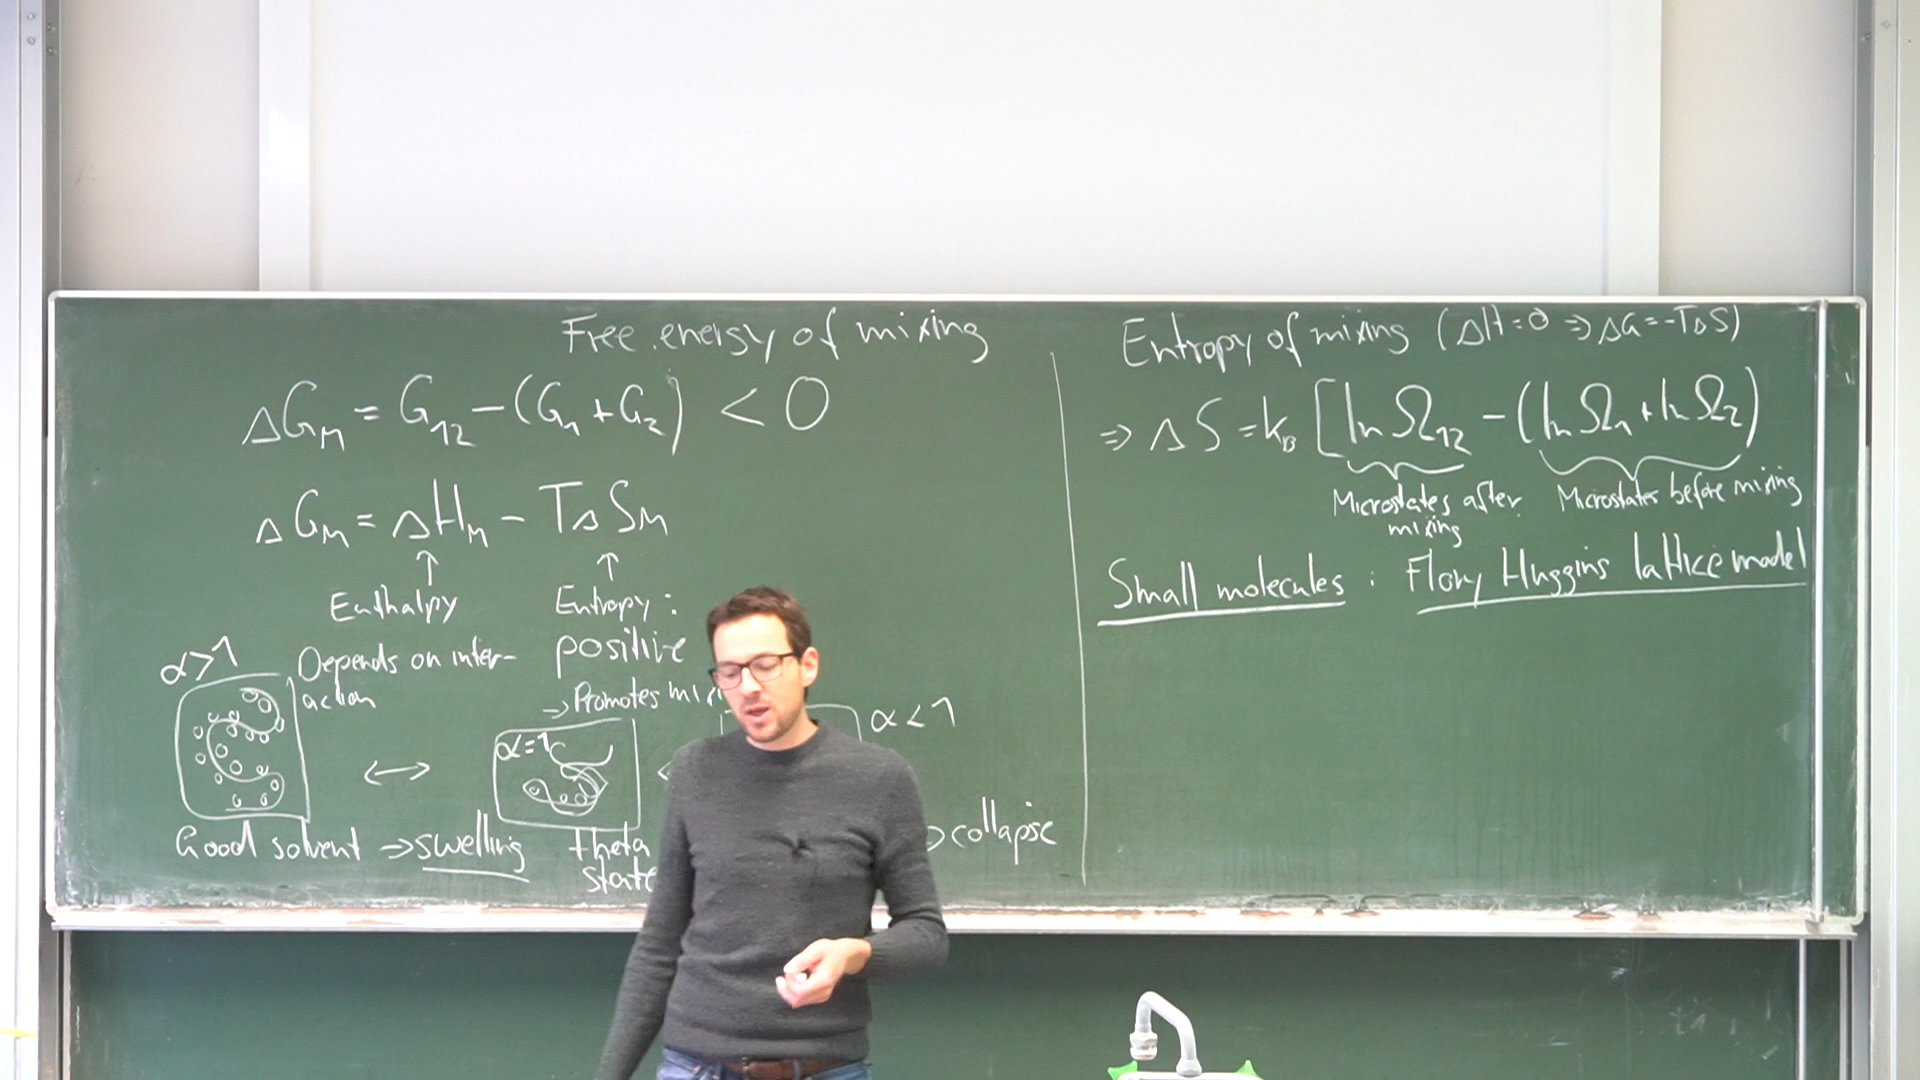 Free energy of mixing
ΔG_M = G_12 - (G_1 + G_2) < 0
ΔG_M = ΔH_M - TΔS_M
↑ ↑
Enthalpy
Entropy :
positive
→ Promotes
α>1
Depends on inter-
action
α=1
α<1
Good solvent → swelling
theta
state
collapse
Entropy of mixing (ΔH=0 ⇒ ΔG=-TΔS)
⇒ ΔS = k_B [ln Ω_12 - (ln Ω_1 + ln Ω_2)
Microstates after
mixing
Microstates before mixing
Small molecules : Flory Huggins lattice model